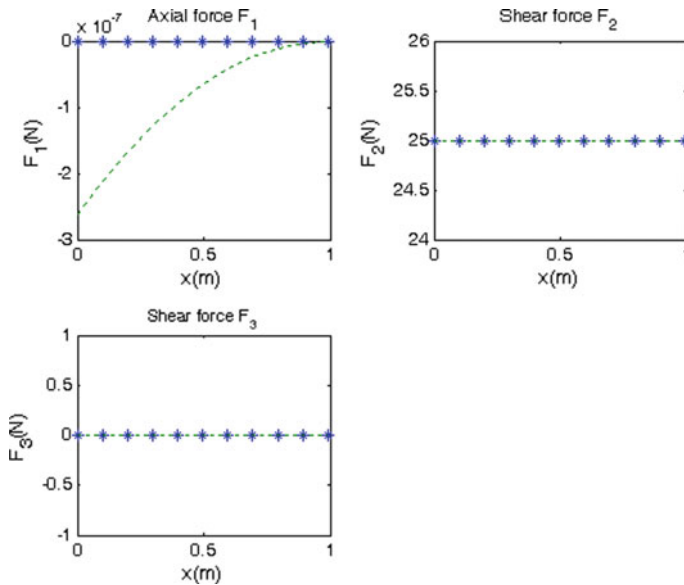 × 10⁻⁷
Axial force F₁
0
-1
-2
-3
F₁(N)
0
0.5
1
x(m)
Shear force F₂
26
25.5
25
24.5
24
F₂(N)
0
0.5
1
x(m)
Shear force F₃
1
0.5
0
-0.5
-1
F₃(N)
0
0.5
1
x(m)